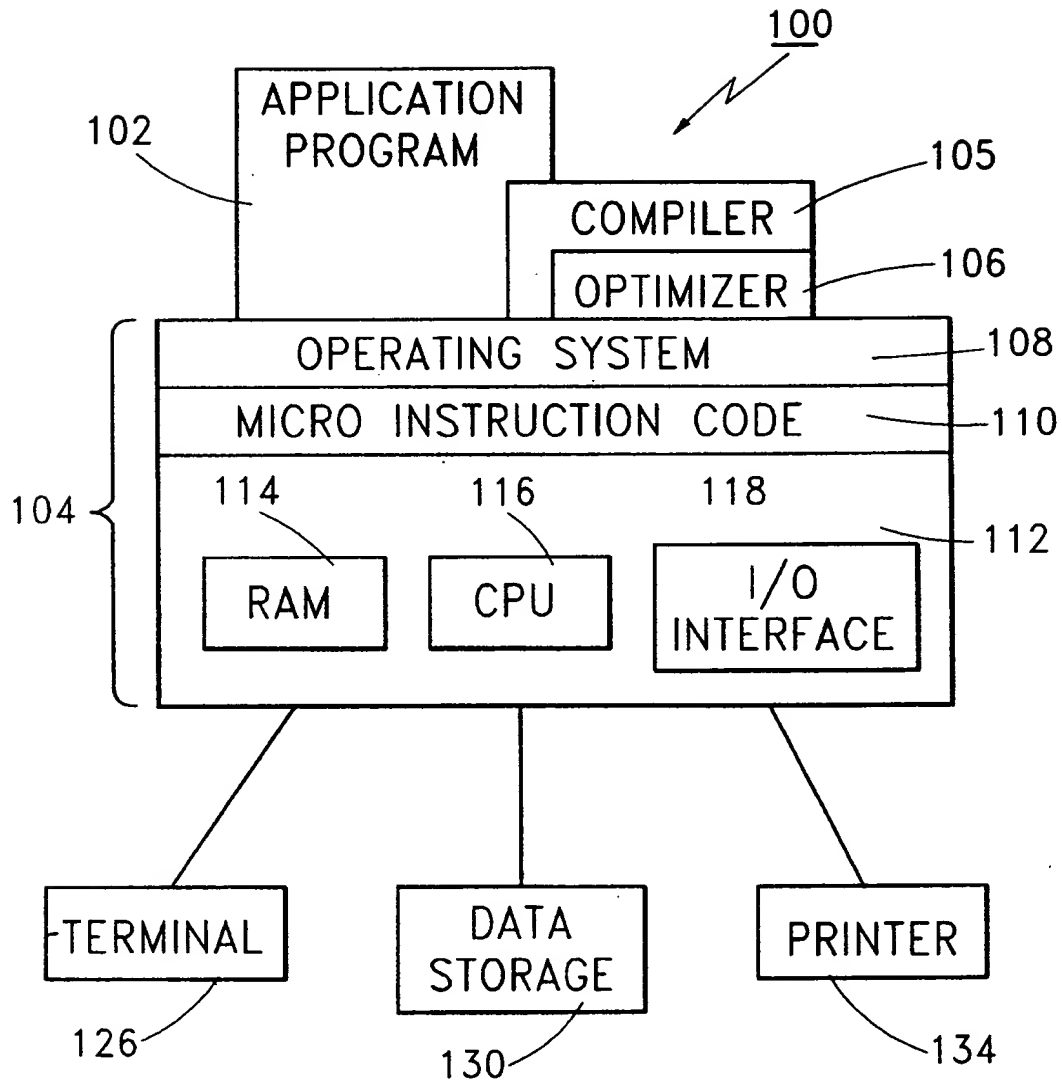 100
APPLICATION
PROGRAM
102
105
COMPILER
106
OPTIMIZER
OPERATING SYSTEM
108
MICRO INSTRUCTION CODE
110
104
114
116
118
112
RAM
CPU
I/O
INTERFACE
TERMINAL
DATA
STORAGE
PRINTER
126
130
134